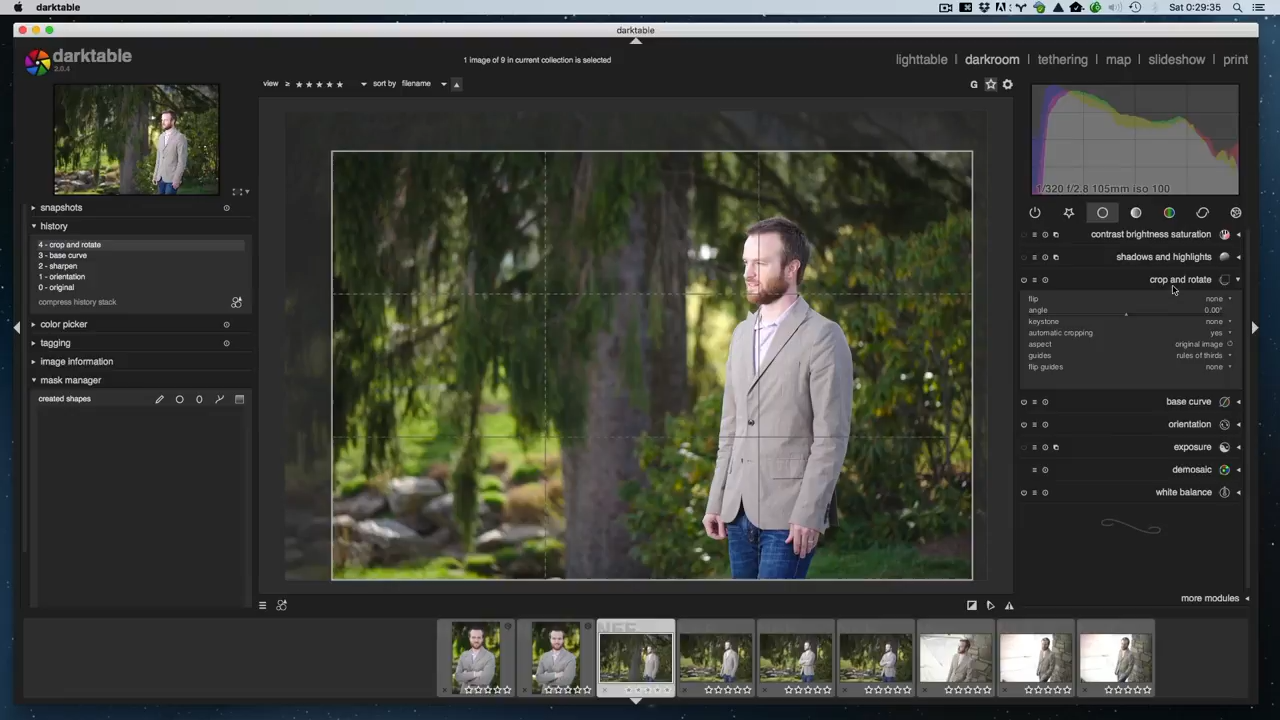 darktable
Sat 0:29:35
darktable
darktable
2.0.4
1 image of 9 in current collection is selected
lighttable | darkroom | tethering | map | slideshow | print
view ≥
sort by filename
G
1/320 f/2.8 105mm iso 100
snapshots
history
4 - crop and rotate
3 - base curve
2 - sharpen
1 - orientation
0 - original
compress history stack
color picker
tagging
image information
mask manager
created shapes
contrast brightness saturation
shadows and highlights
crop and rotate
flip none
angle 0.00°
keystone none
automatic cropping yes
aspect original image
guides rules of thirds
flip guides none
base curve
orientation
exposure
demosaic
white balance
more modules
NEF